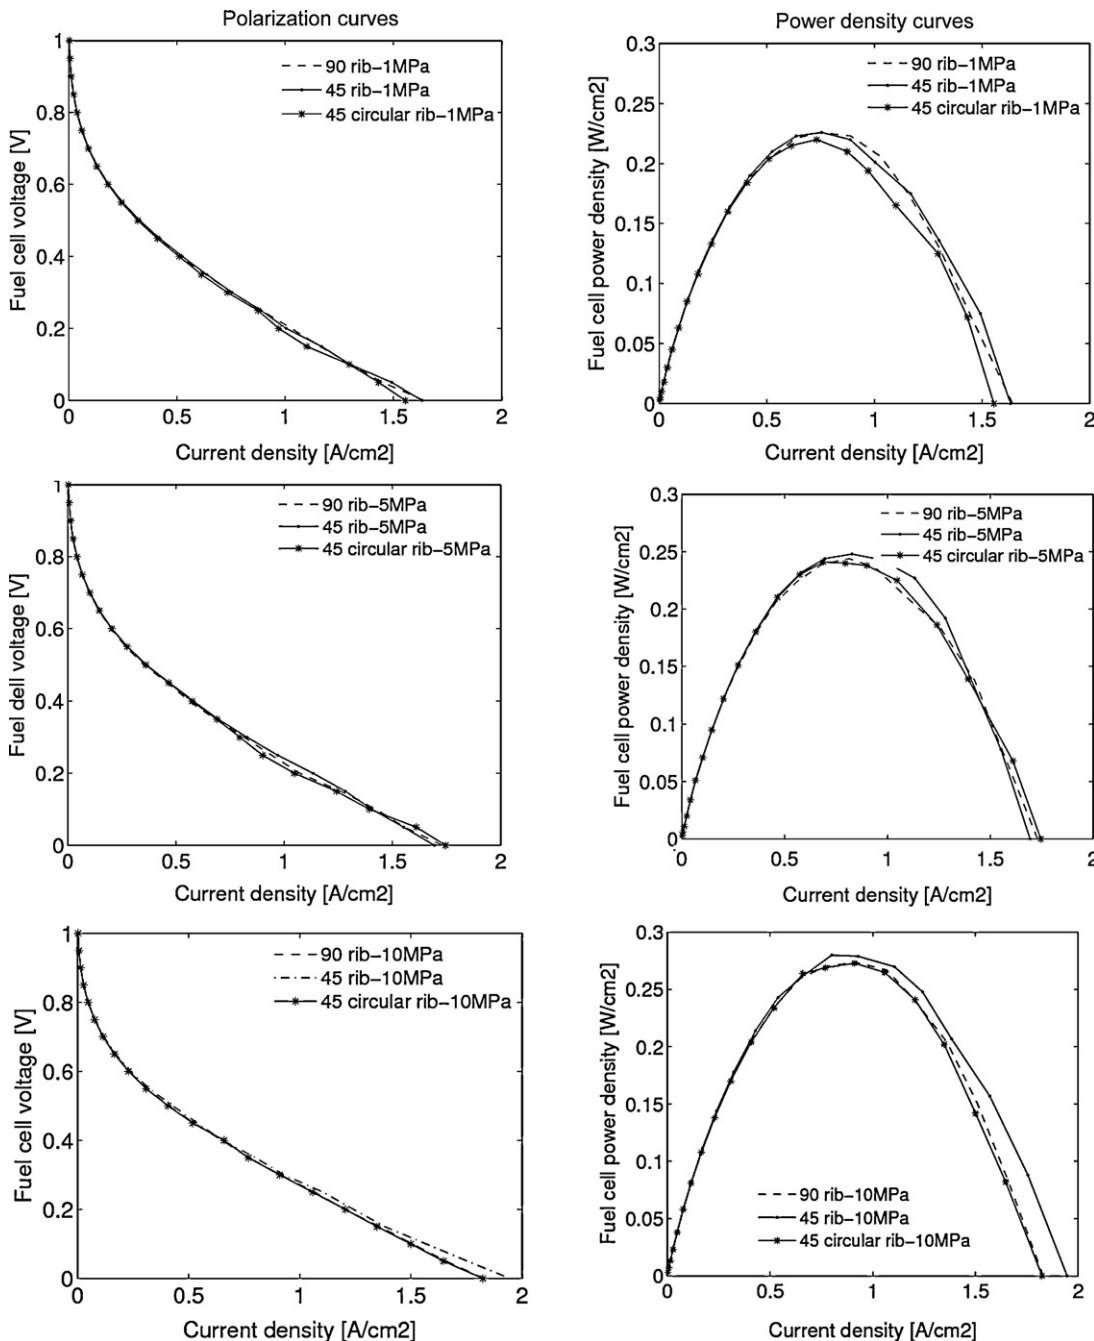 Polarization curves
1
0.8
0.6
0.4
0.2
0
0
0.5
1
1.5
2
Fuel cell voltage [V]
Current density [A/cm2]
90 rib-1MPa
45 rib-1MPa
45 circular rib-1MPa
Power density curves
0.3
0.25
0.2
0.15
0.1
0.05
0
0
0.5
1
1.5
2
Fuel cell power density [W/cm2]
Current density [A/cm2]
90 rib-1MPa
45 rib-1MPa
45 circular rib-1MPa
1
0.8
0.6
0.4
0.2
0
0
0.5
1
1.5
2
Fuel dell voltage [V]
Current density [A/cm2]
90 rib-5MPa
45 rib-5MPa
45 circular rib-5MPa
0.3
0.25
0.2
0.15
0.1
0.05
0
0
0.5
1
1.5
2
Fuel cell power density [W/cm2]
Current density [A/cm2]
90 rib-5MPa
45 rib-5MPa
45 circular rib-5MPa
1
0.8
0.6
0.4
0.2
0
0
0.5
1
1.5
2
Fuel cell voltage [V]
Current density [A/cm2]
90 rib-10MPa
45 rib-10MPa
45 circular rib-10MPa
0.3
0.25
0.2
0.15
0.1
0.05
0
0
0.5
1
1.5
2
Fuel cell power density [W/cm2]
Current density [A/cm2]
90 rib-10MPa
45 rib-10MPa
45 circular rib-10MPa